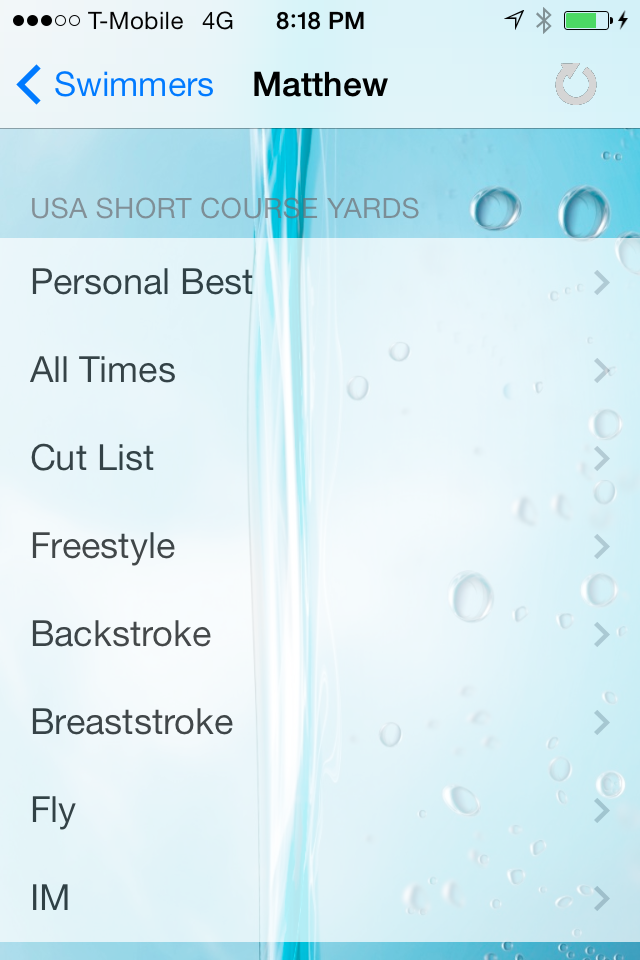 T-Mobile 4G 8:18 PM
Swimmers Matthew
USA SHORT COURSE YARDS
Personal Best
All Times
Cut List
Freestyle
Backstroke
Breaststroke
Fly
IM